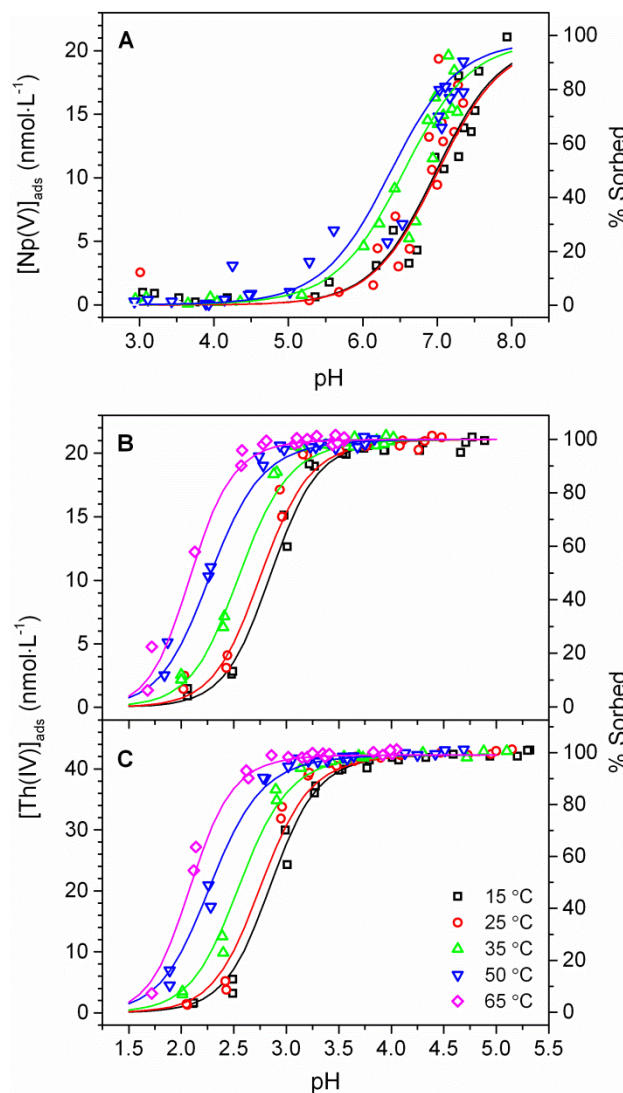 A
[Np(V)]ads (nmol·L⁻¹)
20
15
10
5
0
100
80
60
40
20
0
% Sorbed
3.0 4.0 5.0 6.0 7.0 8.0
pH
B
20
15
10
5
0
100
80
60
40
20
0
[Th(IV)]ads (nmol·L⁻¹)
% Sorbed
C
40
30
20
10
0
100
80
60
40
20
0
15 °C
25 °C
35 °C
50 °C
65 °C
1.5 2.0 2.5 3.0 3.5 4.0 4.5 5.0 5.5
pH